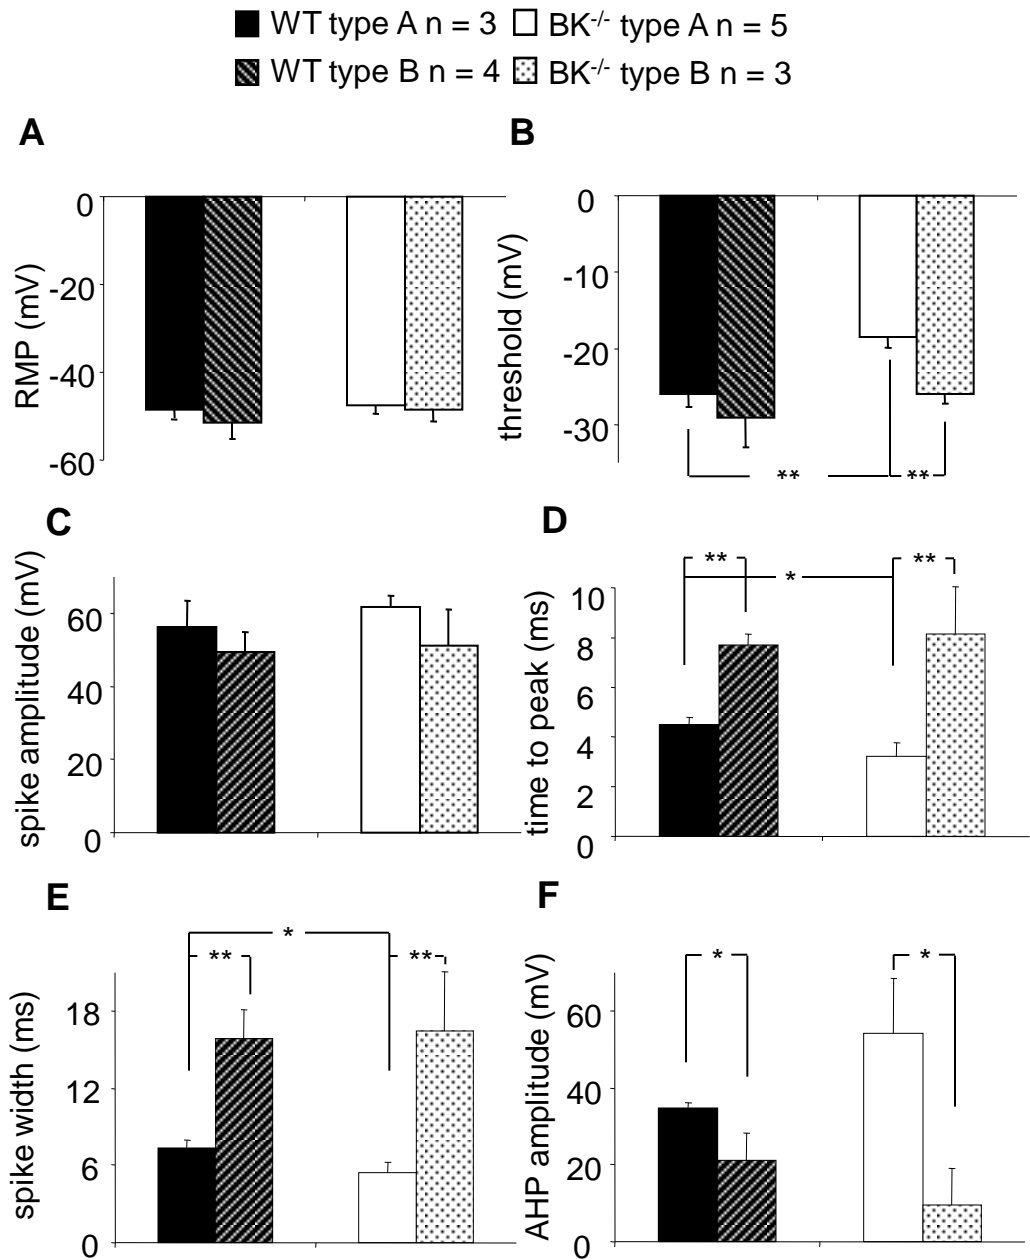 WT type A n = 3 BK-/- type A n = 5
WT type B n = 4 BK-/- type B n = 3
A
RMP (mV)
0
-20
-40
-60
B
threshold (mV)
0
-10
-20
-30
** **
C
spike amplitude (mV)
60
40
20
0
D
time to peak (ms)
** **
*
10
8
6
4
2
0
E
spike width (ms)
*
** **
18
12
6
0
F
AHP amplitude (mV)
* *
60
40
20
0